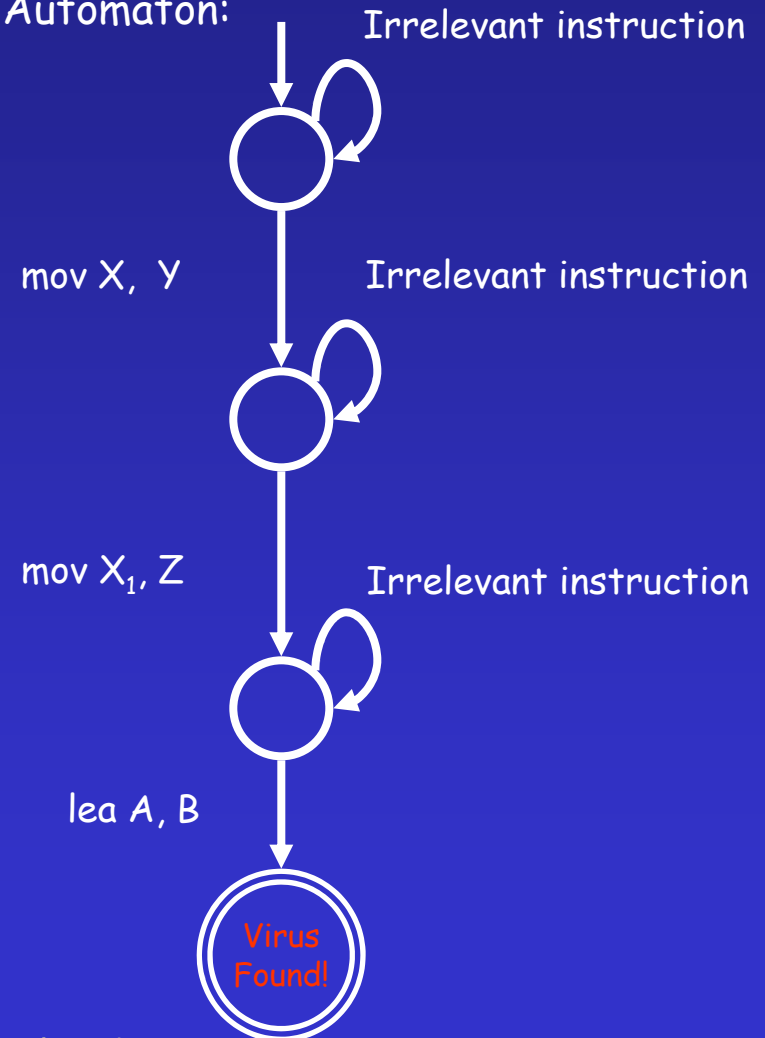 Automaton:
Irrelevant instruction
mov X, Y
Irrelevant instruction
mov X₁, Z
Irrelevant instruction
lea A, B
Virus
Found!